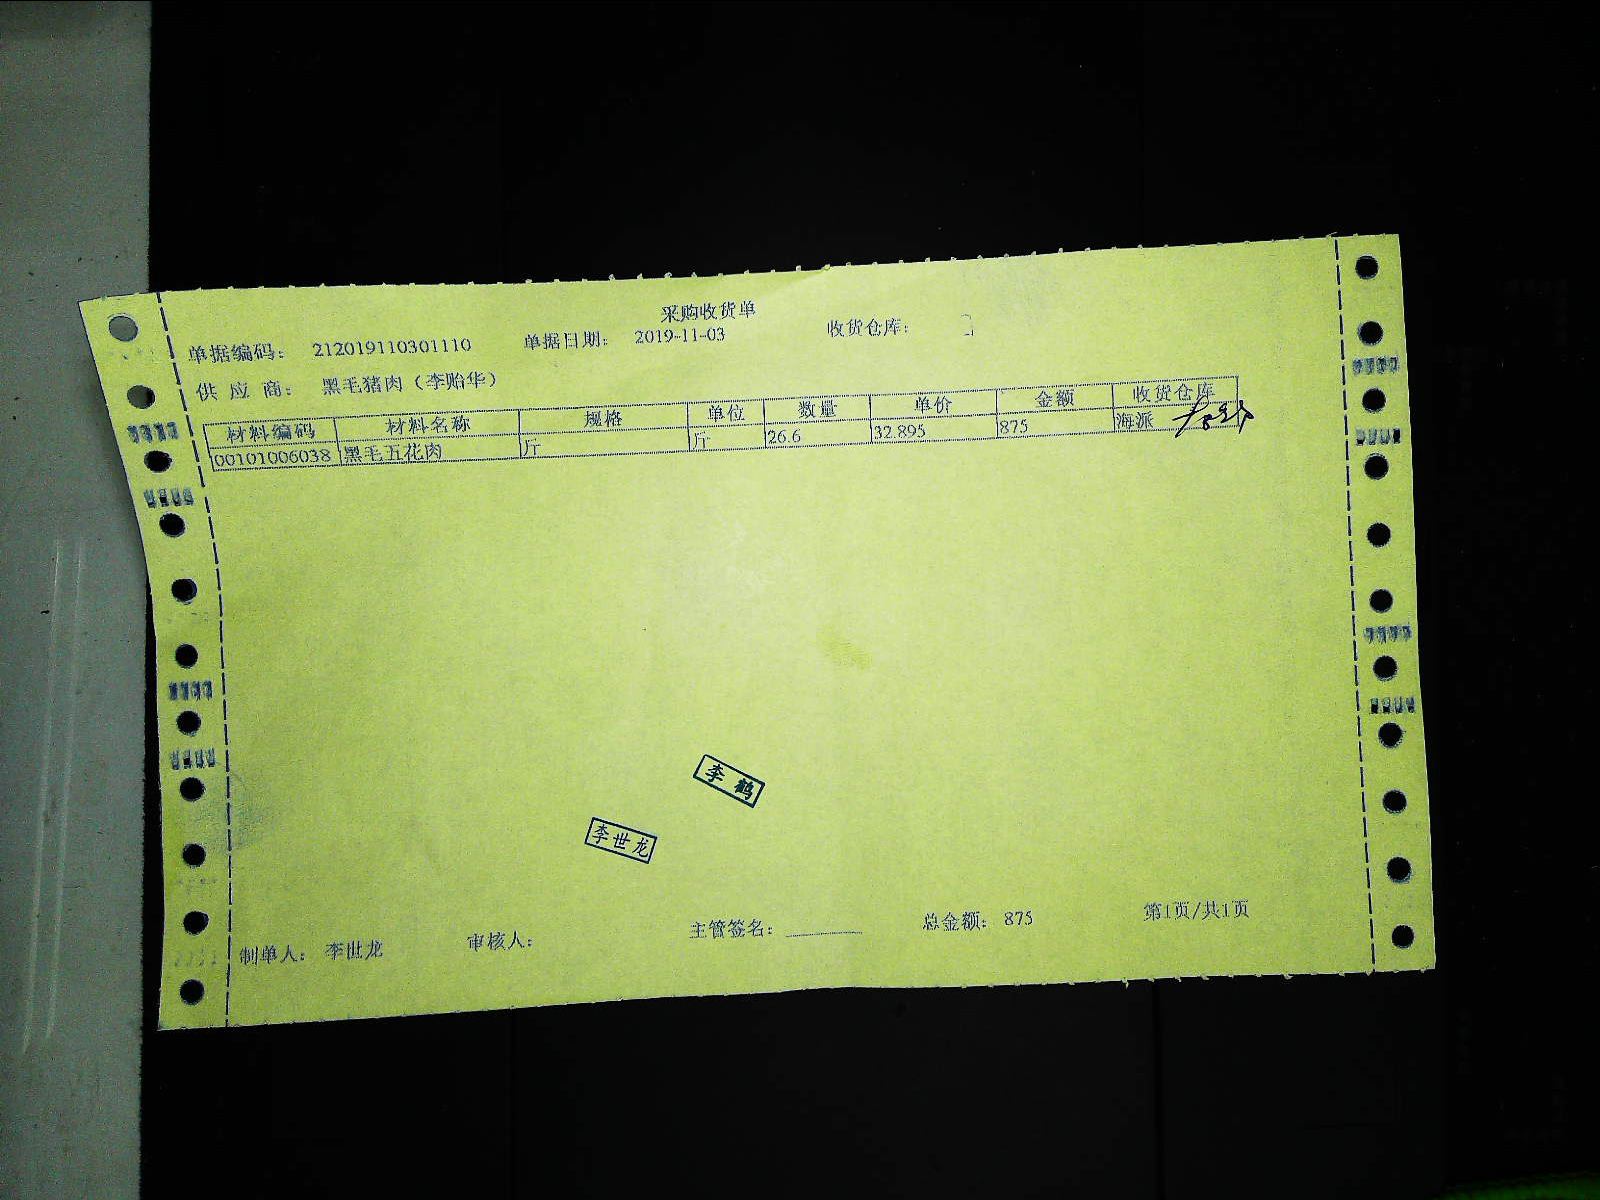 采购收货单
单据编码： 212019110301110 单据日期： 2019-11-03 收货仓库：
供 应 商： 黑毛猪肉（李贻华）
材料编码 材料名称 规格 单位 数量 单价 金额 收货仓库
00101006038 黑毛五花肉 斤 斤 26.6 32.895 875 海派
李鹤
李世龙
制单人： 李世龙 审核人： 主管签名： 总金额： 875 第1页/共1页